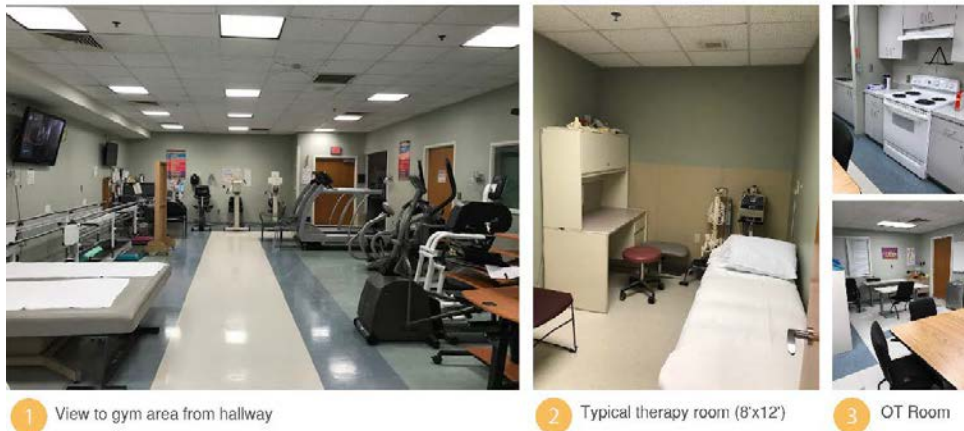 1 View to gym area from hallway
2 Typical therapy room (8'x12')
3 OT Room